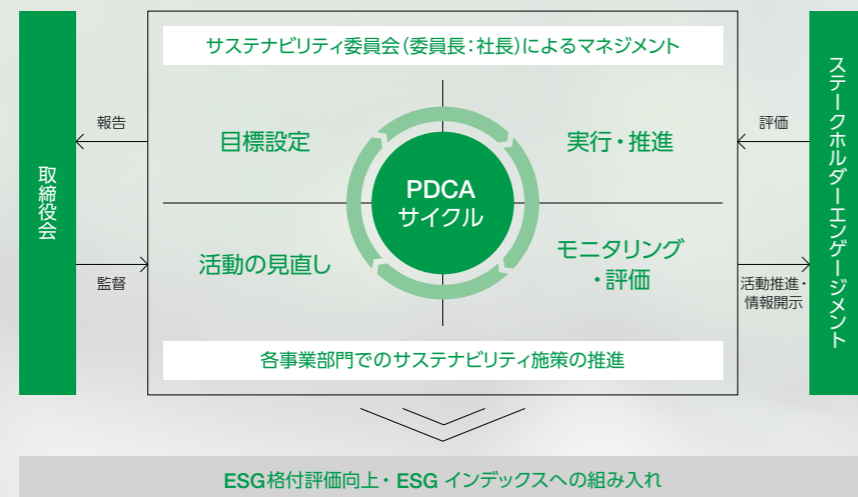 サステナビリティ委員会(委員長:社長)によるマネジメント
取締役会
報告
監督
目標設定
実行・推進
PDCA
サイクル
活動の見直し
モニタリング
・評価
各事業部門でのサステナビリティ施策の推進
評価
活動推進・
情報開示
ステークホルダーエンゲージメント
ESG格付評価向上・ESG インデックスへの組み入れ